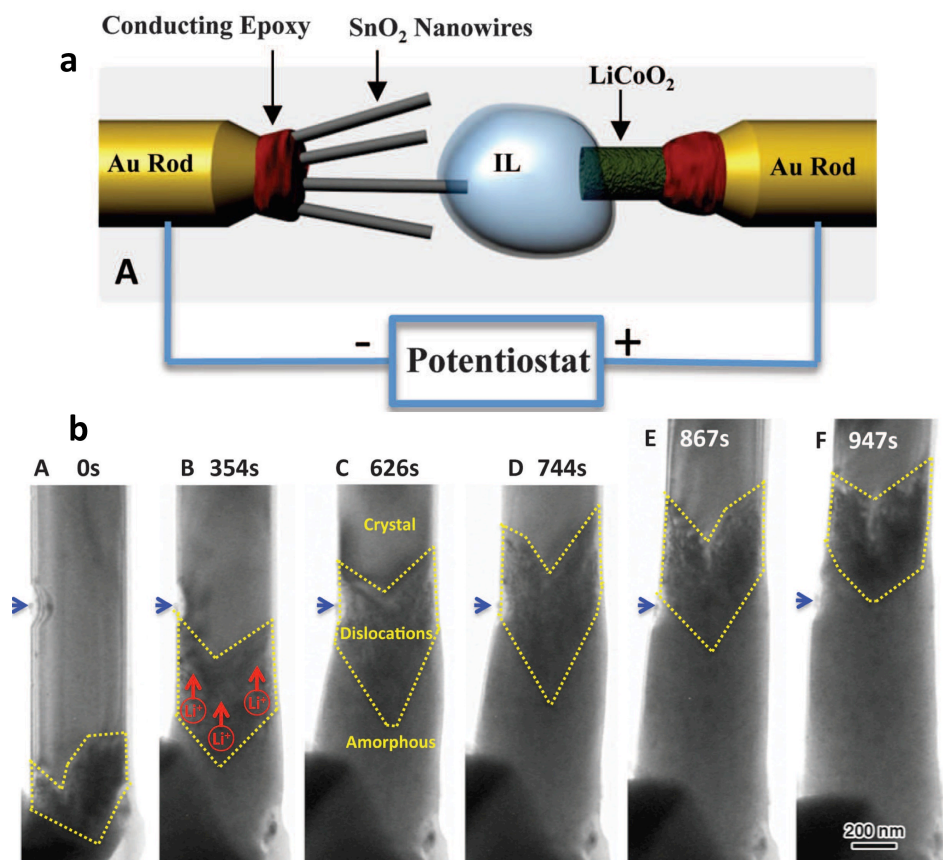 a
Conducting Epoxy
SnO₂ Nanowires
LiCoO₂
Au Rod
IL
Au Rod
A
-
+
Potentiostat
b
A 0s
B 354s
C 626s
D 744s
E 867s
F 947s
Crystal
Dislocations
Amorphous
Li⁺
Li⁺
Li⁺
200 nm